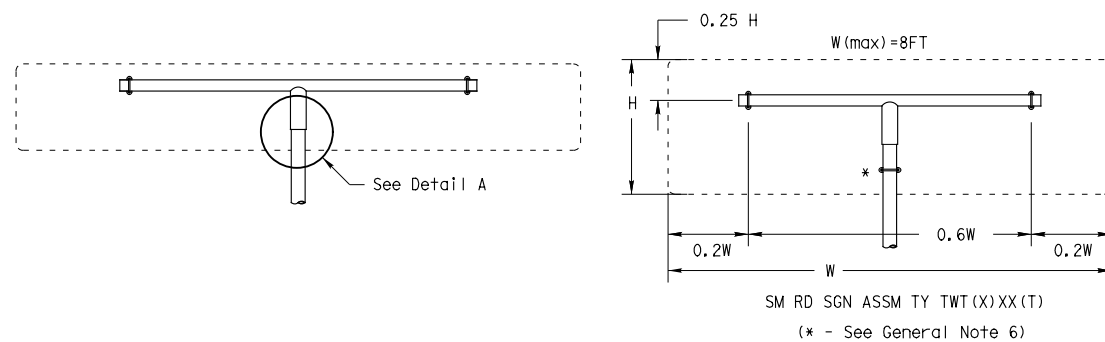 0.25 H
W(max)=8FT
H
See Detail A
*
0.2W
0.6W
0.2W
W
SM RD SGN ASSM TY TWT(X)XX(T)
(* - See General Note 6)